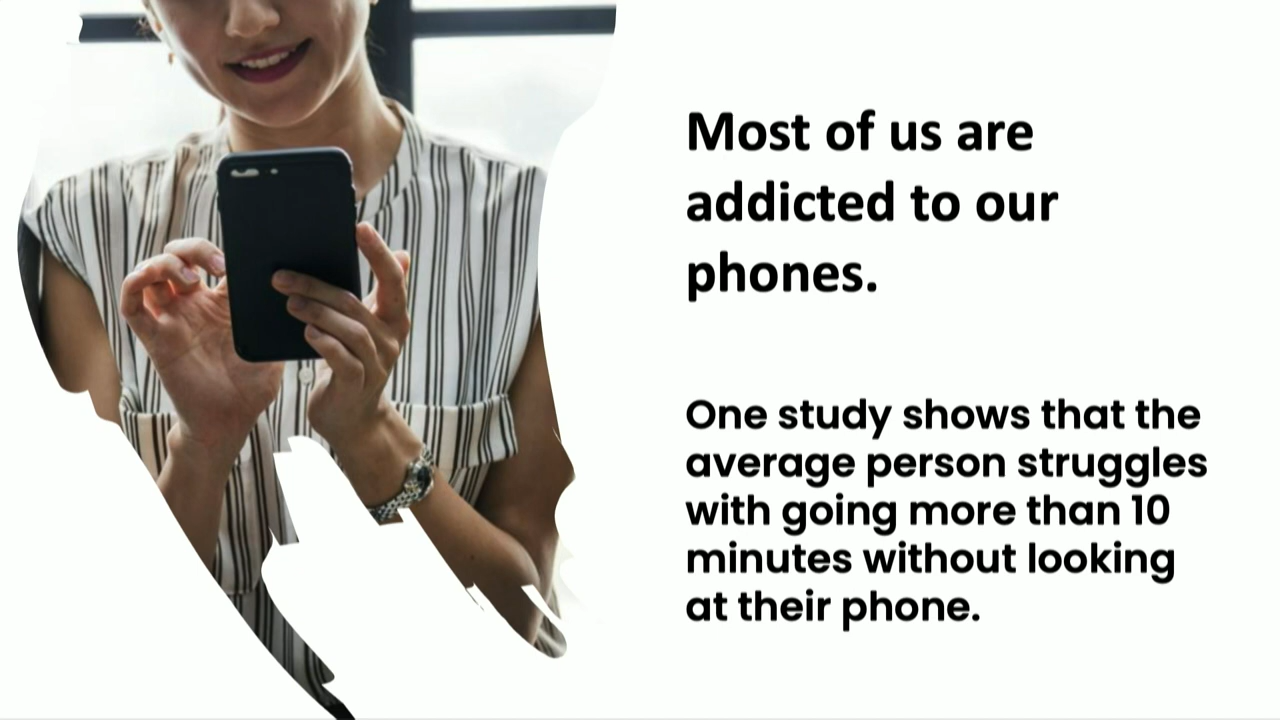 Most of us are
addicted to our
phones.
One study shows that the
average person struggles
with going more than 10
minutes without looking
at their phone.